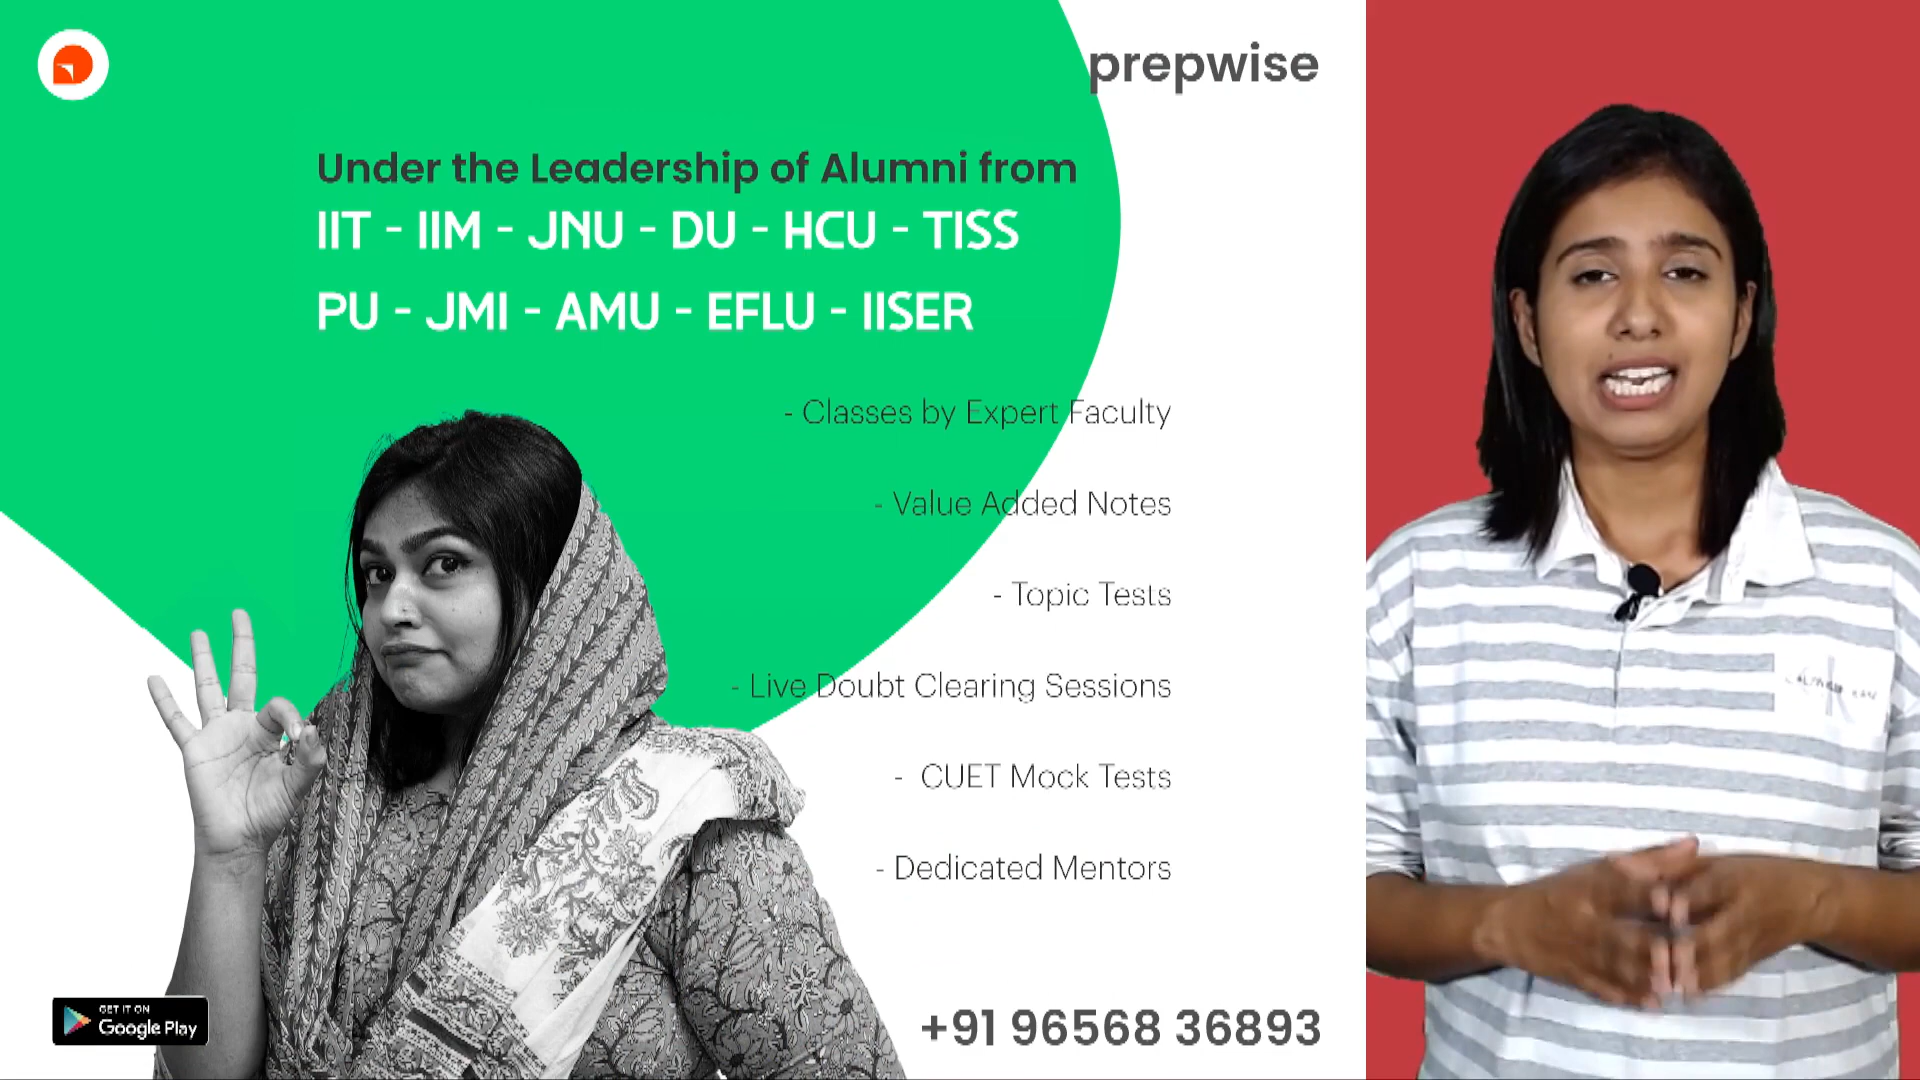 prepwise
Under the Leadership of Alumni from
IIT - IIM - JNU - DU - HCU - TISS
PU - JMI - AMU - EFLU - IISER
- Classes by Expert Faculty
- Value Added Notes
- Topic Tests
- Live Doubt Clearing Sessions
- CUET Mock Tests
- Dedicated Mentors
GET IT ON
Google Play
+91 96568 36893